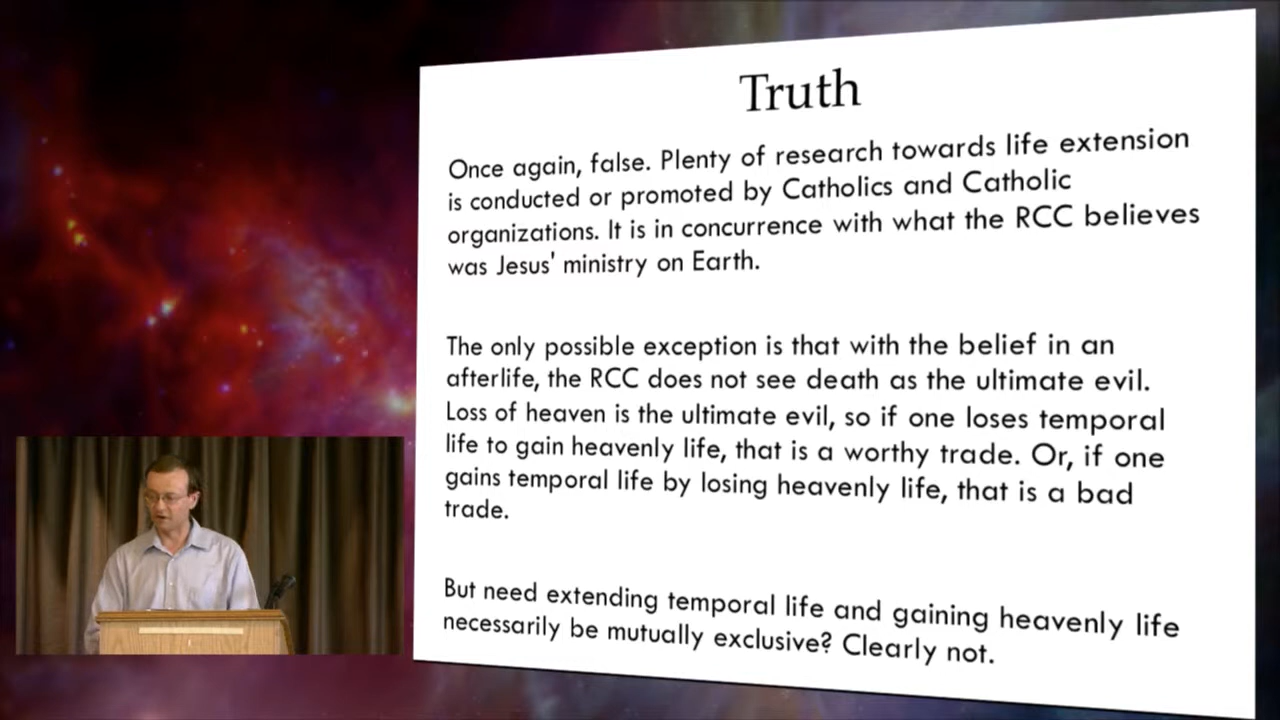 Truth
Once again, false. Plenty of research towards life extension
is conducted or promoted by Catholics and Catholic
organizations. It is in concurrence with what the RCC believes
was Jesus' ministry on Earth.
The only possible exception is that with the belief in an
afterlife, the RCC does not see death as the ultimate evil.
Loss of heaven is the ultimate evil, so if one loses temporal
life to gain heavenly life, that is a worthy trade. Or, if one
gains temporal life by losing heavenly life, that is a bad
trade.
But need extending temporal life and gaining heavenly life
necessarily be mutually exclusive? Clearly not.